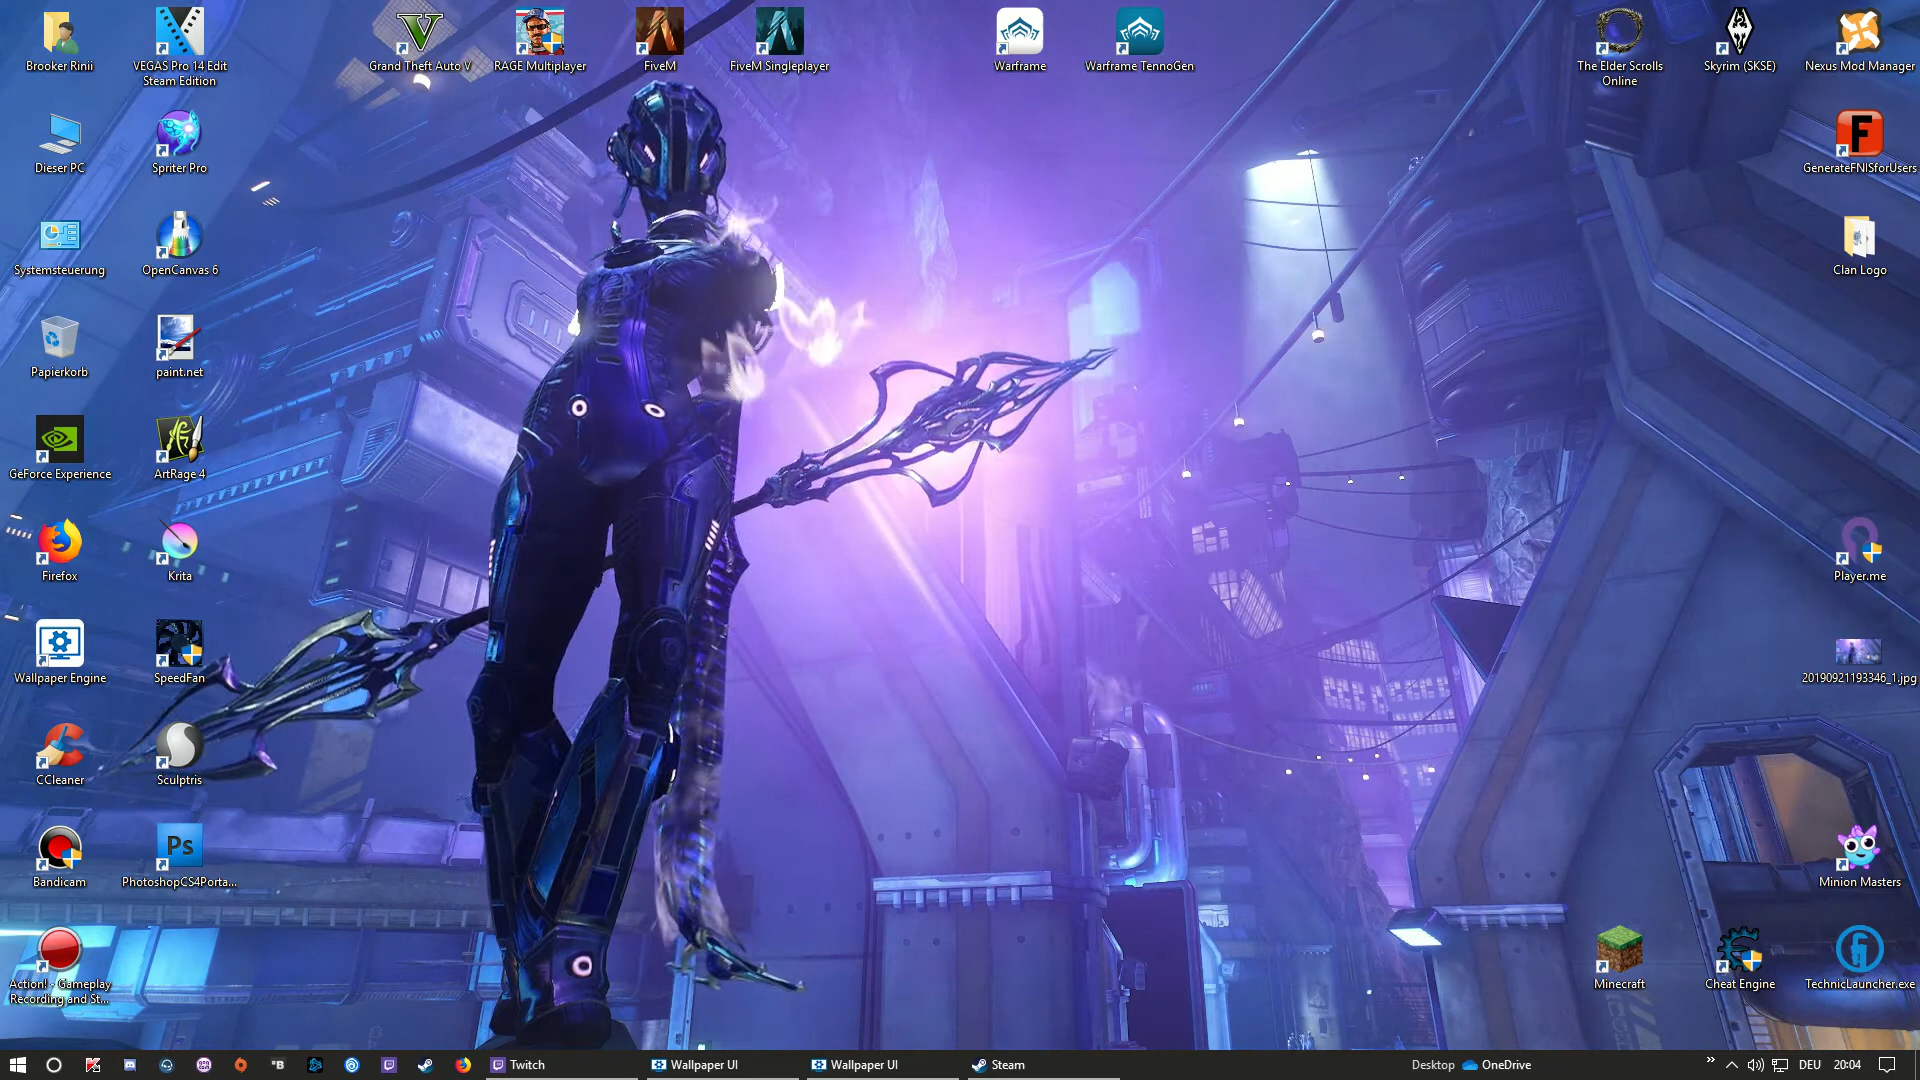 Brooker Rinii
VEGAS Pro 14 Edit
Steam Edition
Grand Theft Auto V
RAGE Multiplayer
FiveM
FiveM Singleplayer
Warframe
Warframe TennoGen
The Elder Scrolls
Online
Skyrim (SKSE)
Nexus Mod Manager
Dieser PC
Spriter Pro
F
GenerateFNISforUsers
Systemsteuerung
OpenCanvas 6
Clan Logo
Papierkorb
paint.net
GeForce Experience
ArtRage 4
Firefox
Krita
Player.me
Wallpaper Engine
SpeedFan
20190921193346_1.jpg
CCleaner
Sculptris
Ps
Bandicam
PhotoshopCS4Porta...
Minion Masters
Action! - Gameplay
Recording and St...
Minecraft
Cheat Engine
TechnicLauncher.exe
Twitch
Wallpaper UI
Wallpaper UI
Steam
Desktop
OneDrive
DEU
20:04